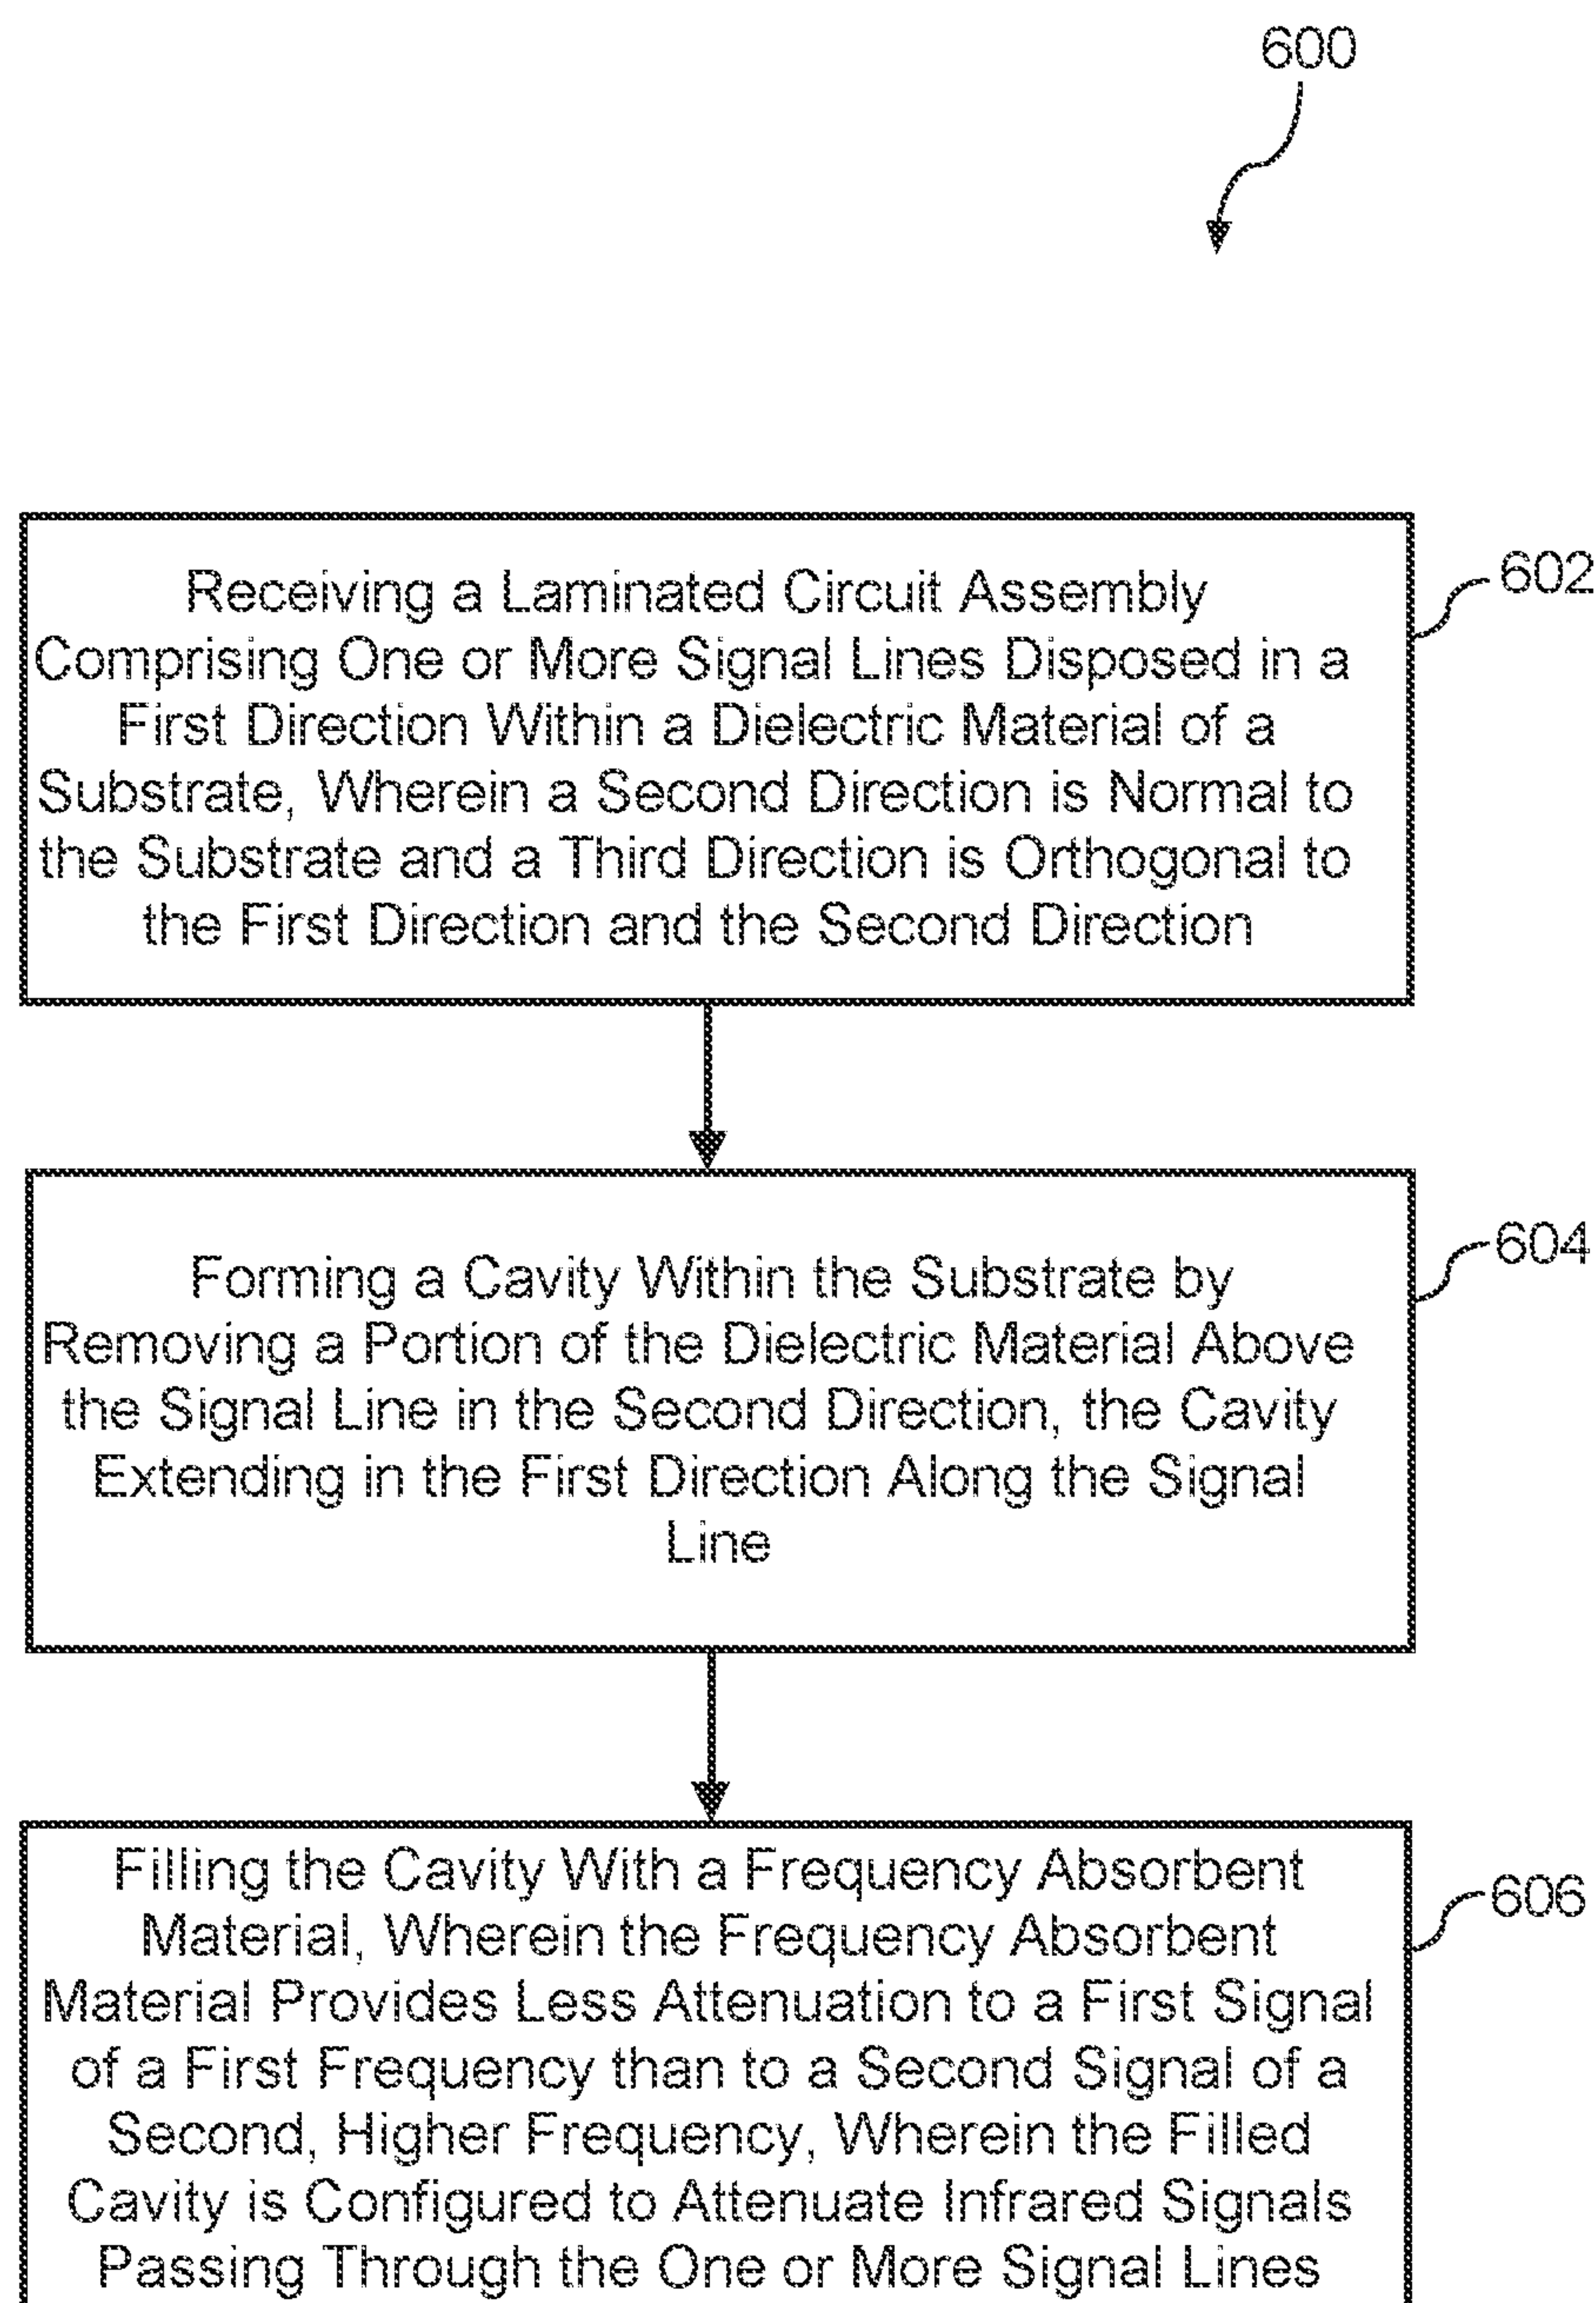 600
Receiving a Laminated Circuit Assembly
Comprising One or More Signal Lines Disposed in a
First Direction Within a Dielectric Material of a
Substrate, Wherein a Second Direction is Normal to
the Substrate and a Third Direction is Orthogonal to
the First Direction and the Second Direction
602
Forming a Cavity Within the Substrate by
Removing a Portion of the Dielectric Material Above
the Signal Line in the Second Direction, the Cavity
Extending in the First Direction Along the Signal
Line
604
Filling the Cavity With a Frequency Absorbent
Material, Wherein the Frequency Absorbent
Material Provides Less Attenuation to a First Signal
of a First Frequency than to a Second Signal of a
Second, Higher Frequency, Wherein the Filled
Cavity is Configured to Attenuate Infrared Signals
Passing Through the One or More Signal Lines
606